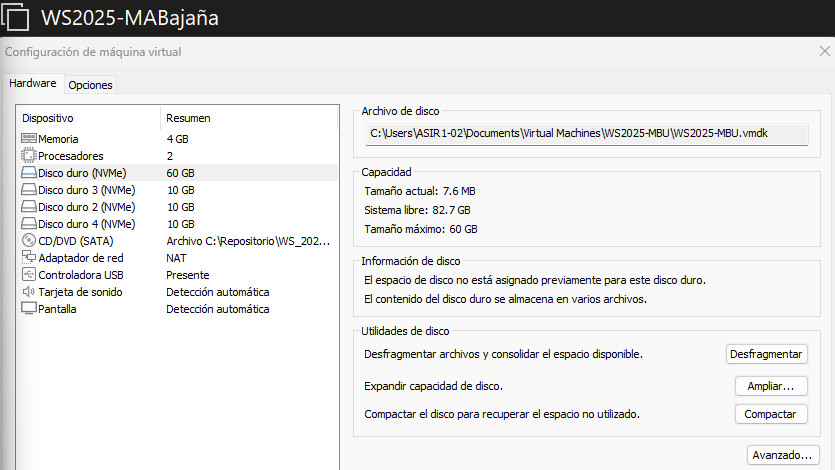 WS2025-MABajaña
Configuración de máquina virtual
Hardware Opciones
Dispositivo Resumen
Memoria 4 GB
Procesadores 2
Disco duro (NVMe) 60 GB
Disco duro 3 (NVMe) 10 GB
Disco duro 2 (NVMe) 10 GB
Disco duro 4 (NVMe) 10 GB
CD/DVD (SATA) Archivo C:\Repositorio\WS_202...
Adaptador de red NAT
Controladora USB Presente
Tarjeta de sonido Detección automática
Pantalla Detección automática
Archivo de disco
C:\Users\ASIR1-02\Documents\Virtual Machines\WS2025-MBU\WS2025-MBU.vmdk
Capacidad
Tamaño actual: 7.6 MB
Sistema libre: 82.7 GB
Tamaño máximo: 60 GB
Información de disco
El espacio de disco no está asignado previamente para este disco duro.
El contenido del disco duro se almacena en varios archivos.
Utilidades de disco
Desfragmentar archivos y consolidar el espacio disponible. Desfragmentar
Expandir capacidad de disco. Ampliar...
Compactar el disco para recuperar el espacio no utilizado. Compactar
Avanzado...